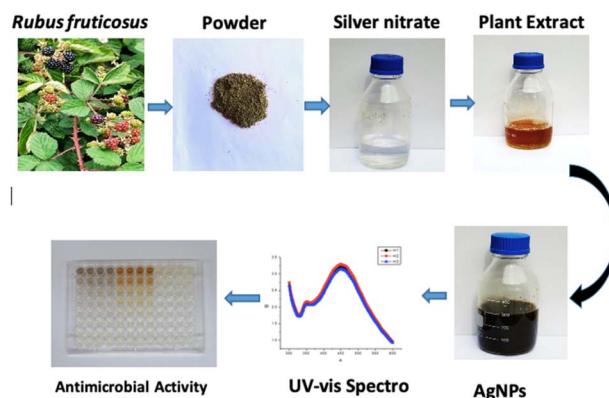 Rubus fruticosus
Powder
Silver nitrate
Plant Extract
Antimicrobial Activity
UV-vis Spectro
AgNPs